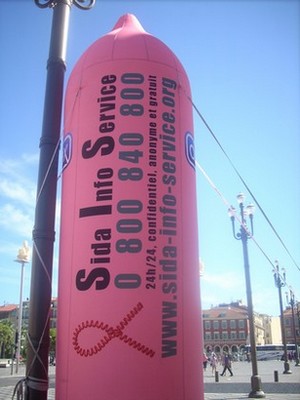 Sida Info Service
0 800 840 800
24h/24, confidentiel, anonyme et gratuit
www.sida-info-service.org